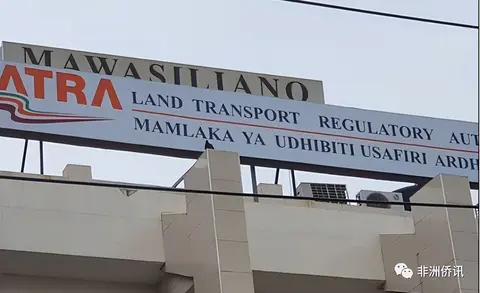 MAWASILIANO
ATRA
LAND TRANSPORT REGULATORY AUT
MAMLAKA YA UDHIBITI USAFIRI ARDH
非洲侨讯